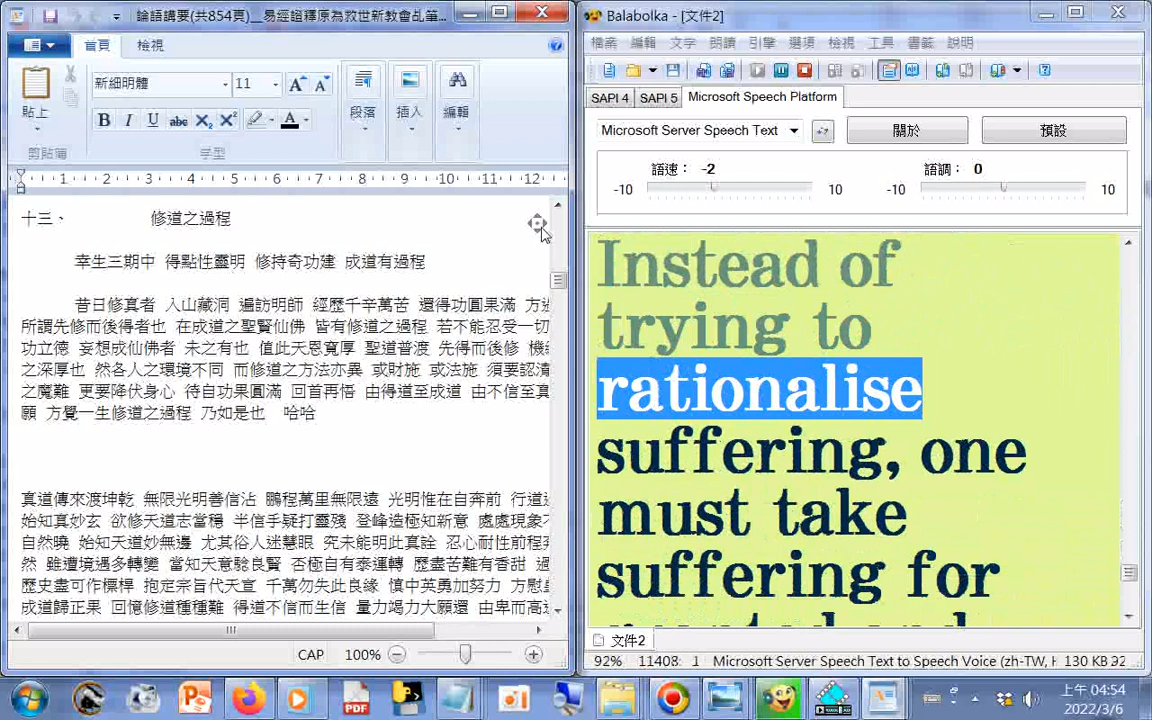 論語講要(共854頁)__易經證釋原為救世新教會乩筆...
首頁 檢視
貼上
剪貼簿
新細明體 11
字型
段落
插入
編輯
1 2 3 4 5 6 7 8 9 10 11 12
十三、 修道之過程
幸生三期中 得點性靈明 修持奇功建 成道有過程
昔日修真者 入山藏洞 遍訪明師 經歷千辛萬苦 還得功圓果滿 方
所謂先修而後得者也 在成道之聖賢仙佛 皆有修道之過程 若不能忍受一切
功立德 妄想成仙佛者 未之有也 值此天恩寬厚 聖道普渡 先得而後修 機
之深厚也 然各人之環境不同 而修道之方法亦異 或財施 或法施 須要認清
之魔難 更要降伏身心 待自功果圓滿 回首再悟 由得道至成道 由不信至真
願 方覺一生修道之過程 乃如是也 哈哈
真道傳來渡坤乾 無限光明善信沾 鵬程萬里無限遠 光明惟在自奔前 行道
始知真妙玄 欲修天道志當穩 半信半疑打靈殘 登峰造極知新意 處處現象
自然曉 始知天道妙無邊 尤其俗人迷慧眼 究未能明此真詮 忍心耐性前程
然 雖遭境遇多轉變 當知天意驗良賢 否極自有泰運轉 歷盡苦難有香甜
歷史盡可作標桿 抱定宗旨代天宣 千萬勿失此良緣 慎中英勇加努力 方慰
成道歸正果 回憶修道種種難 得道不信而生信 量力竭力大願還 由卑而高
CAP 100%
Balabolka - [文件2]
檔案 編輯 文字 朗讀 引擎 選項 檢視 工具 書籤 說明
SAPI 4 SAPI 5 Microsoft Speech Platform
Microsoft Server Speech Text 關於 預設
語速： -2 語調： 0
-10 10 -10 10
Instead of
trying to
rationalise
suffering, one
must take
suffering for
文件2
92% 11408: 1 Microsoft Server Speech Text to Speech Voice (zh-TW, H 130 KB
上午 04:54
2022/3/6